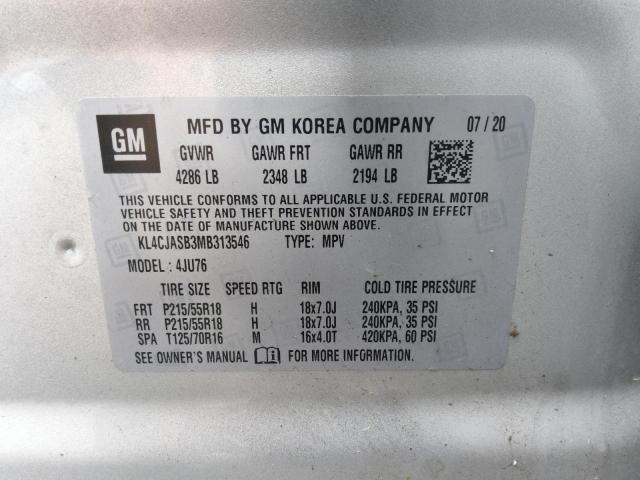 GM MFD BY GM KOREA COMPANY 07 / 20
GVWR GAWR FRT GAWR RR
4286 LB 2348 LB 2194 LB
THIS VEHICLE CONFORMS TO ALL APPLICABLE U.S. FEDERAL MOTOR
VEHICLE SAFETY AND THEFT PREVENTION STANDARDS IN EFFECT
ON THE DATE OF MANUFACTURE SHOWN ABOVE.
KL4CJASB3MB313546 TYPE: MPV
MODEL: 4JU76
TIRE SIZE SPEED RTG RIM COLD TIRE PRESSURE
FRT P215/55R18 H 18x7.0J 240KPA, 35 PSI
RR P215/55R18 H 18x7.0J 240KPA, 35 PSI
SPA T125/70R16 M 16x4.0T 420KPA, 60 PSI
SEE OWNER'S MANUAL FOR MORE INFORMATION.